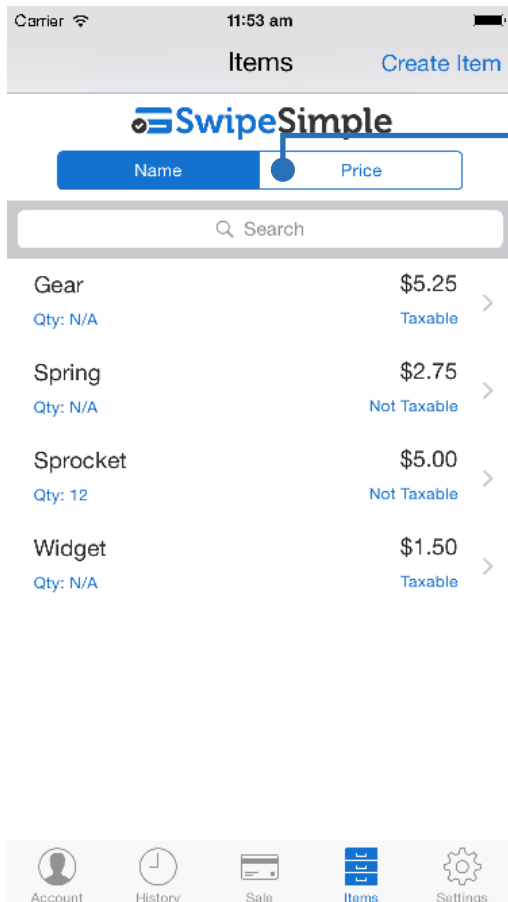 Carrier 11:53 am
Items Create Item
SwipeSimple
Name Price
Search
Gear $5.25
Qty: N/A Taxable
Spring $2.75
Qty: N/A Not Taxable
Sprocket $5.00
Qty: 12 Not Taxable
Widget $1.50
Qty: N/A Taxable
Account History Sale Items Settings